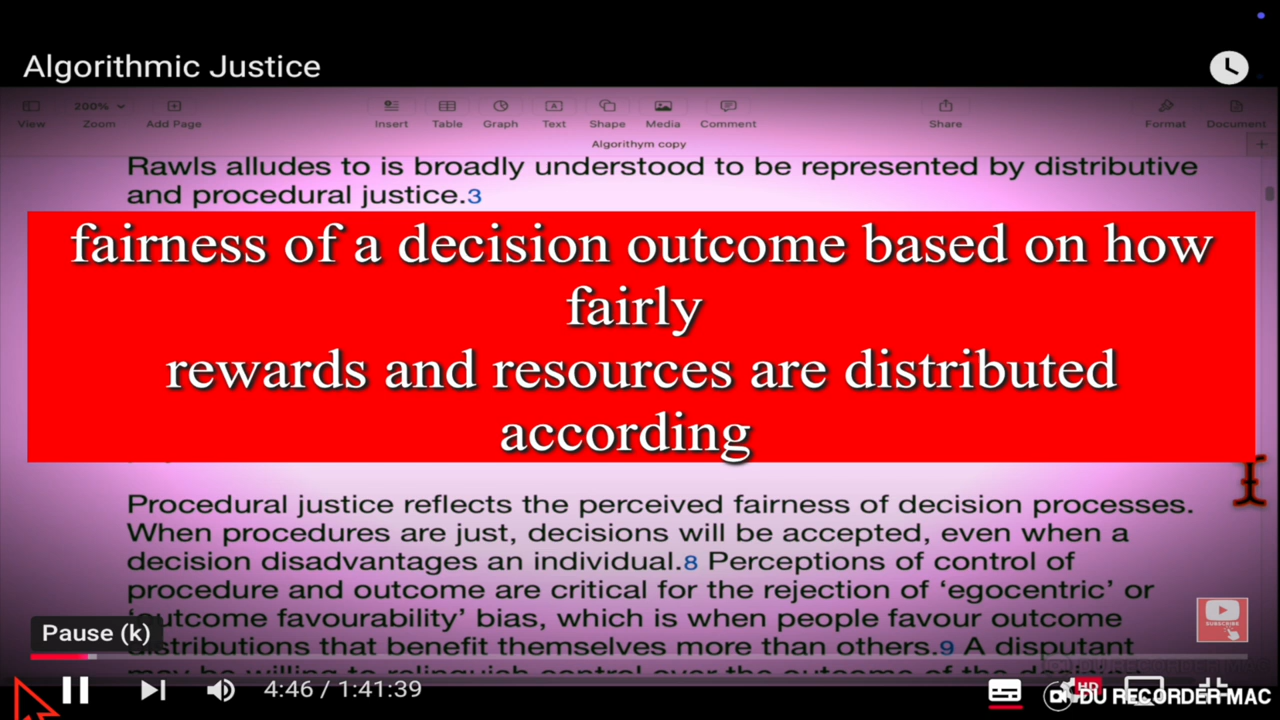 Algorithmic Justice
200%
View
Zoom
Add Page
Insert
Table
Graph
Text
Shape
Media
Comment
Share
Format
Document
Algorithym copy
Rawls alludes to is broadly understood to be represented by distributive
and procedural justice.3
fairness of a decision outcome based on how
fairly
rewards and resources are distributed
according
Procedural justice reflects the perceived fairness of decision processes.
When procedures are just, decisions will be accepted, even when a
decision disadvantages an individual.8 Perceptions of control of
procedure and outcome are critical for the rejection of ‘egocentric’ or
‘outcome favourability’ bias, which is when people favour outcome
distributions that benefit themselves more than others.9 A disputant
SUBSCRIBE
Pause (k)
4:46 / 1:41:39
HD
DU RECORDER MAC